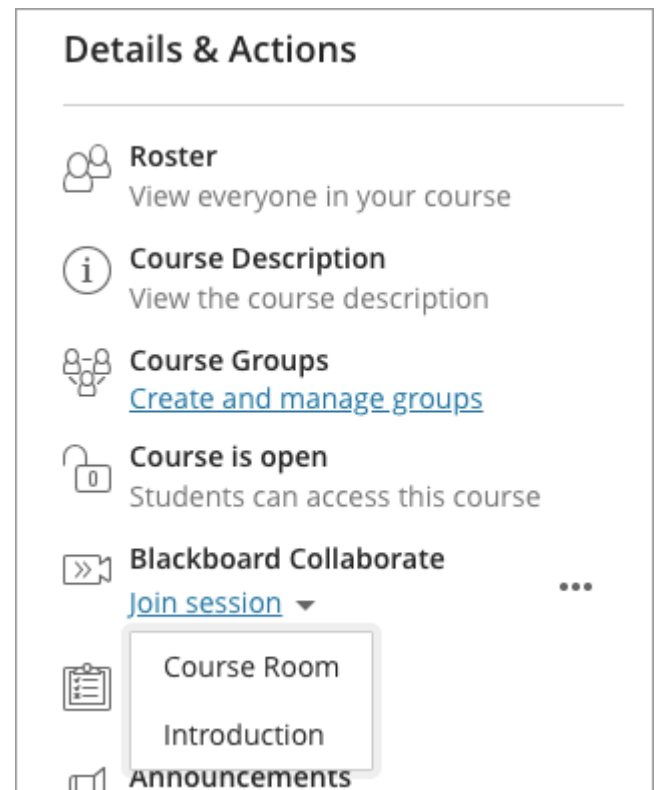 Details & Actions
Roster
View everyone in your course
Course Description
View the course description
Course Groups
Create and manage groups
Course is open
Students can access this course
Blackboard Collaborate
Join session
Course Room
Introduction
Announcements